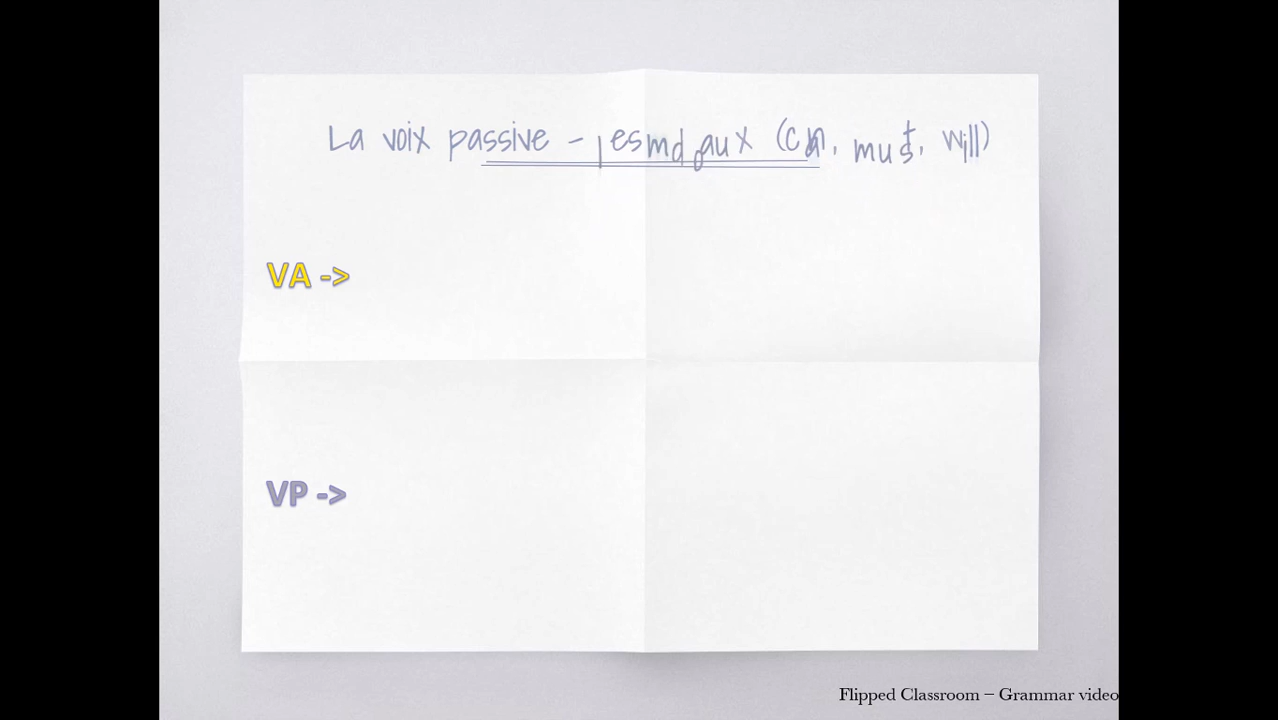 La voix passive - les modaux (can, must, will)
VA ->
VP ->
Flipped Classroom – Grammar video